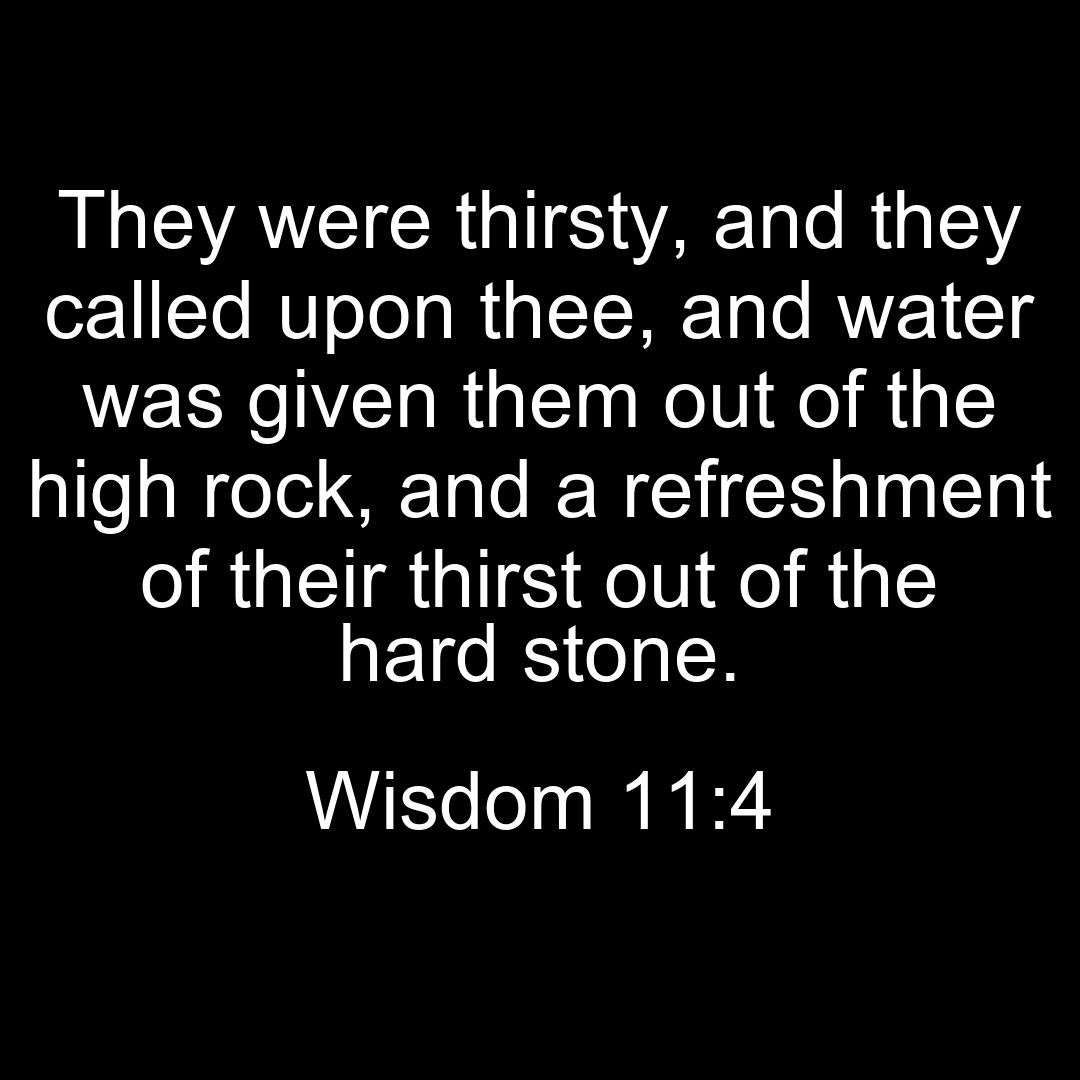 They were thirsty, and they
called upon thee, and water
was given them out of the
high rock, and a refreshment
of their thirst out of the
hard stone.
Wisdom 11:4